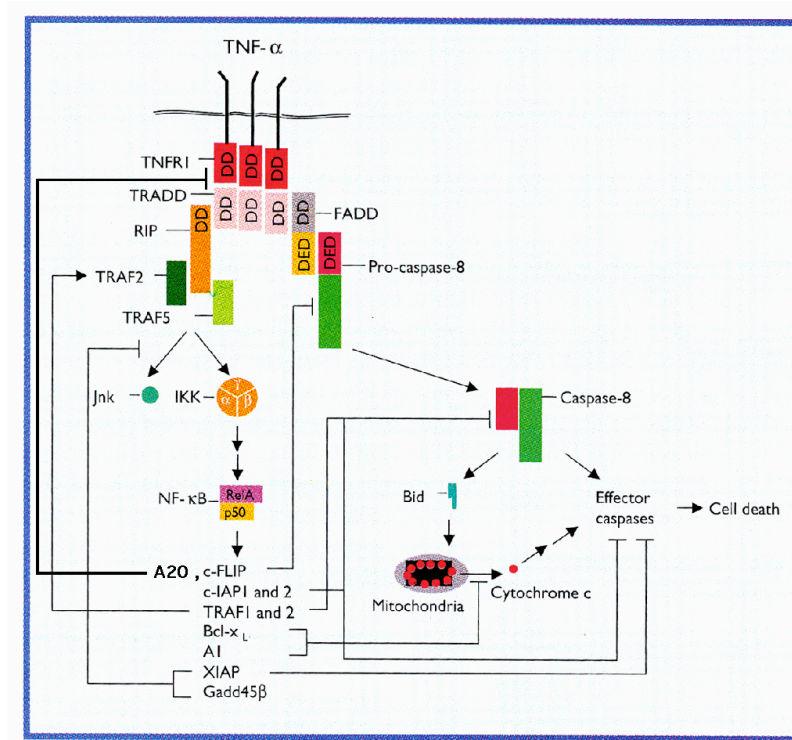 TNF-α
TNFR1
DD DD DD
TRADD
DD DD DD
DD
FADD
RIP
DD
DED DED
Pro-caspase-8
TRAF2
TRAF5
Jnk
IKK
γ
α β
Caspase-8
NF-κB
RelA
p50
Bid
Effector
caspases
Cell death
A20, c-FLIP
c-IAP1 and 2
TRAF1 and 2
Bcl-xL
A1
XIAP
Gadd45β
Mitochondria
Cytochrome c